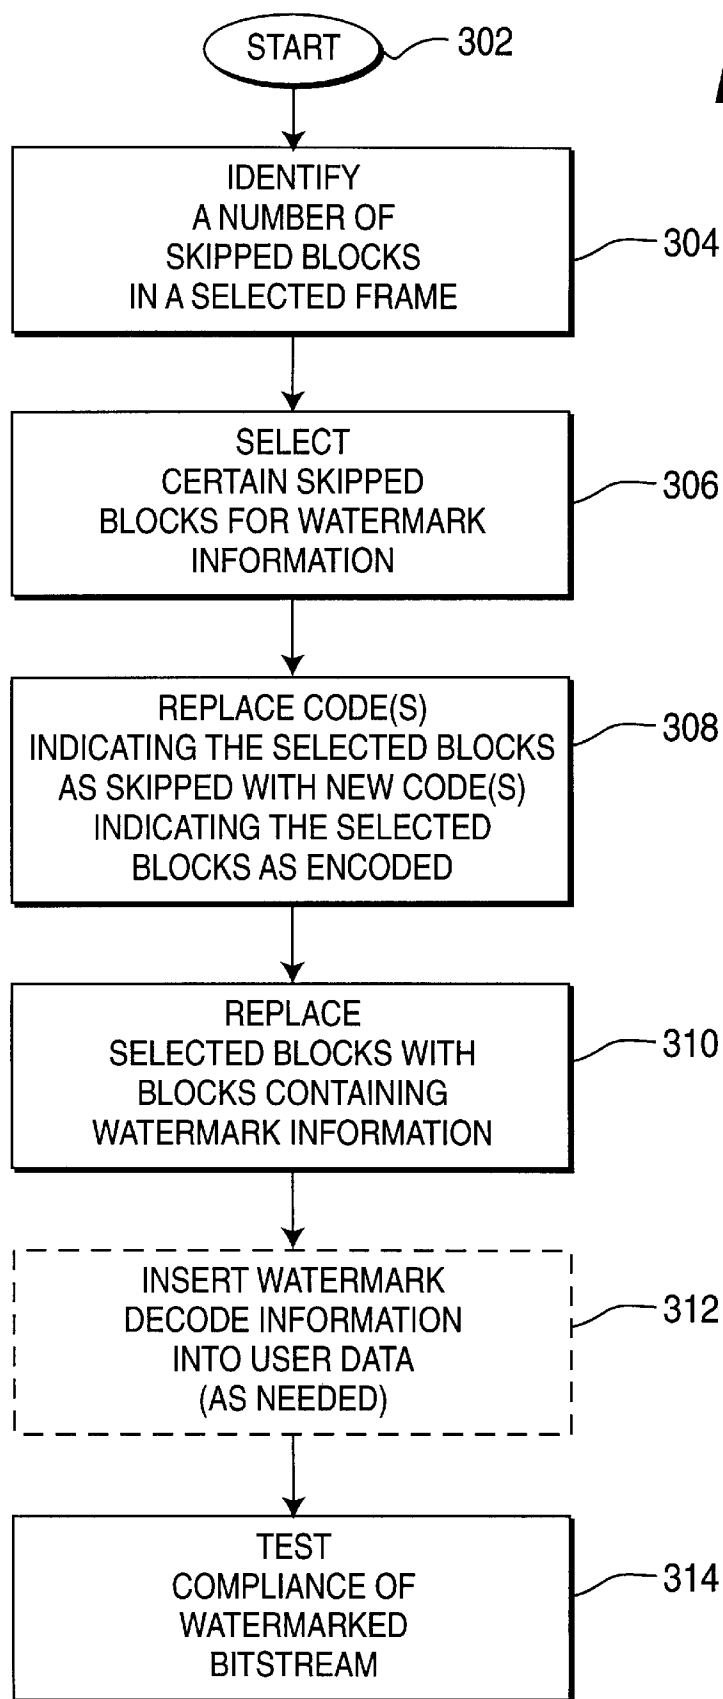 START
302
IDENTIFY
A NUMBER OF
SKIPPED BLOCKS
IN A SELECTED FRAME
304
SELECT
CERTAIN SKIPPED
BLOCKS FOR WATERMARK
INFORMATION
306
REPLACE CODE(S)
INDICATING THE SELECTED BLOCKS
AS SKIPPED WITH NEW CODE(S)
INDICATING THE SELECTED
BLOCKS AS ENCODED
308
REPLACE
SELECTED BLOCKS WITH
BLOCKS CONTAINING
WATERMARK INFORMATION
310
INSERT WATERMARK
DECODE INFORMATION
INTO USER DATA
(AS NEEDED)
312
TEST
COMPLIANCE OF
WATERMARKED
BITSTREAM
314